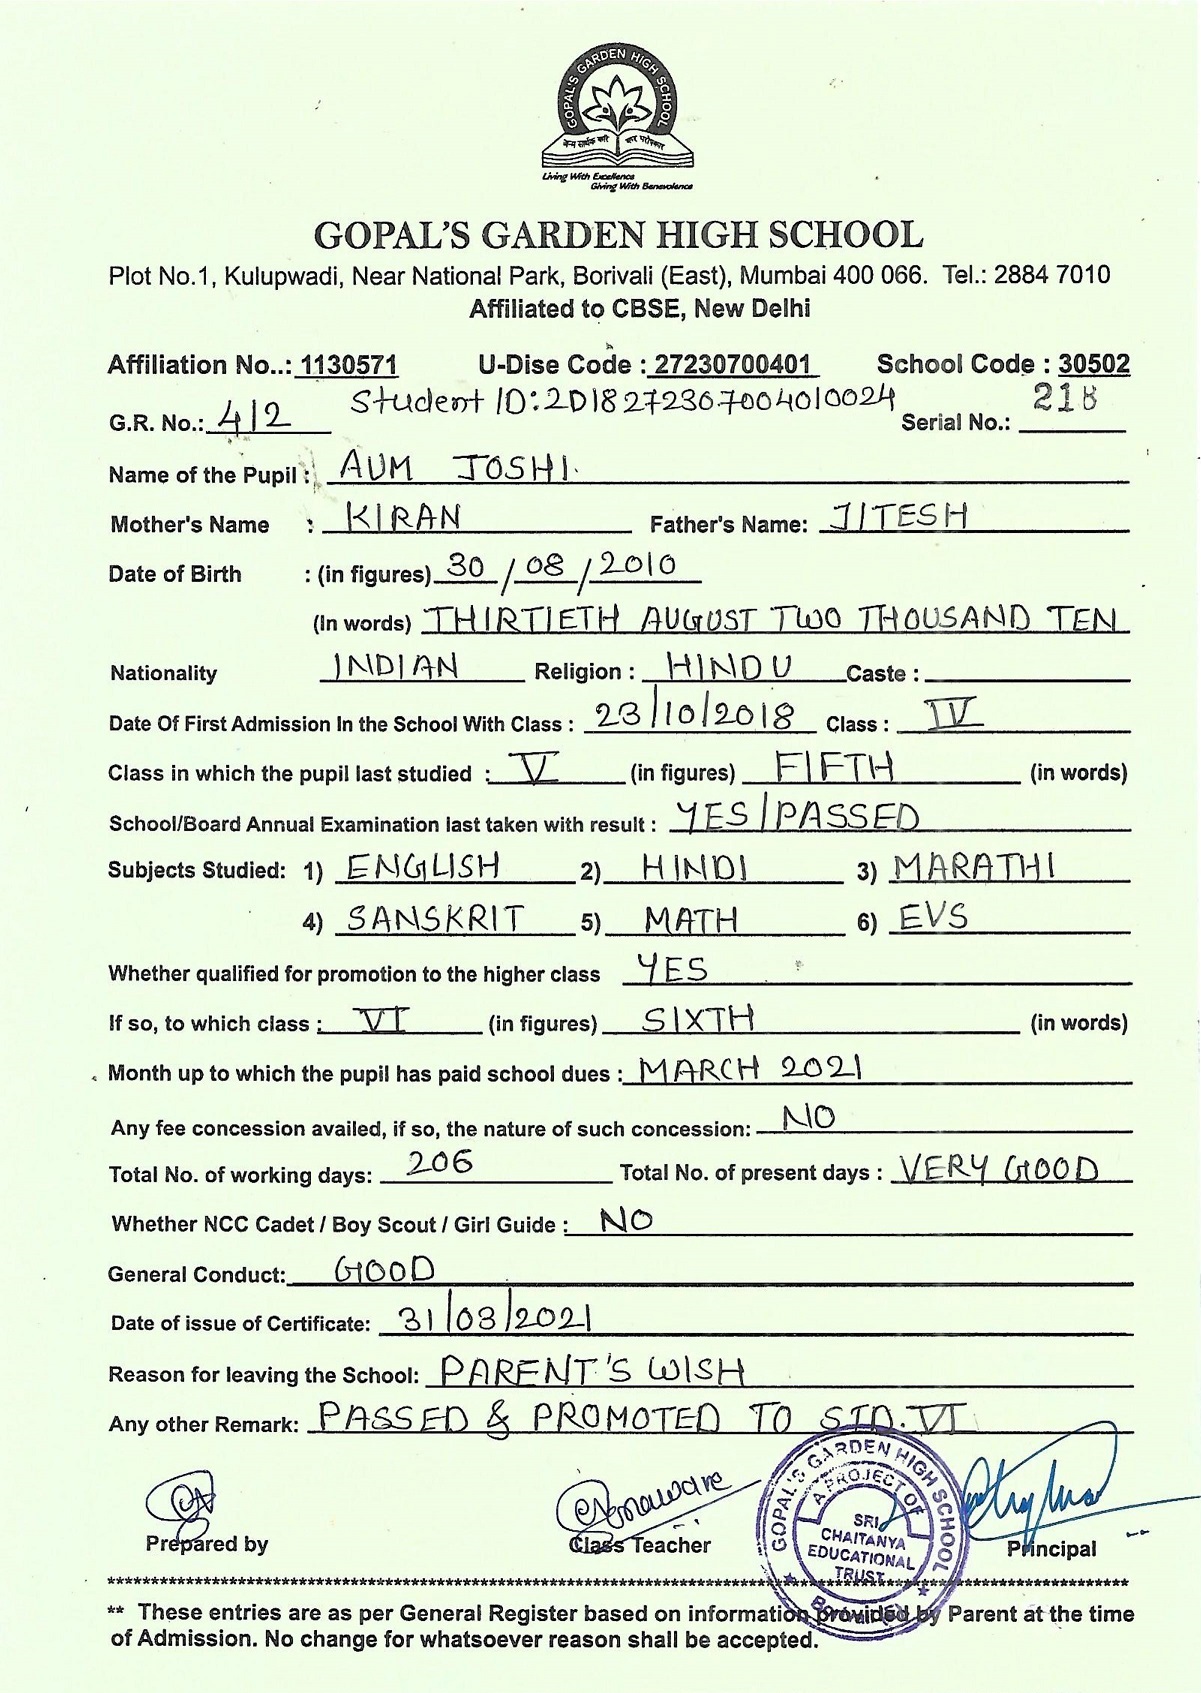 GOPAL'S GARDEN HIGH SCHOOL
जन्म सार्थक करि कर परोपकार
Living With Excellence
Giving With Benevolence
GOPAL'S GARDEN HIGH SCHOOL
Plot No.1, Kulupwadi, Near National Park, Borivali (East), Mumbai 400 066. Tel.: 2884 7010
Affiliated to CBSE, New Delhi
Affiliation No..: 1130571 U-Dise Code : 27230700401 School Code : 30502
Student ID: 2018272307004010024 218
G.R. No.: 412 Serial No.:
Name of the Pupil : AUM JOSHI.
Mother's Name : KIRAN Father's Name: JITESH
Date of Birth : (in figures) 30 / 08 / 2010
(In words) THIRTIETH AUGUST TWO THOUSAND TEN
Nationality INDIAN Religion : HINDU Caste :
Date Of First Admission In the School With Class : 23/10/2018 Class : IV
Class in which the pupil last studied : V (in figures) FIFTH (in words)
School/Board Annual Examination last taken with result : YES/PASSED
Subjects Studied: 1) ENGLISH 2) HINDI 3) MARATHI
4) SANSKRIT 5) MATH 6) EVS
Whether qualified for promotion to the higher class YES
If so, to which class : VI (in figures) SIXTH (in words)
Month up to which the pupil has paid school dues : MARCH 2021
Any fee concession availed, if so, the nature of such concession: NO
Total No. of working days: 206 Total No. of present days : VERY GOOD
Whether NCC Cadet / Boy Scout / Girl Guide : NO
General Conduct: GOOD
Date of issue of Certificate: 31/03/2021
Reason for leaving the School: PARENT'S WISH
Any other Remark: PASSED & PROMOTED TO STD. VI
GOPAL'S GARDEN HIGH SCHOOL
A PROJECT OF
SRI
CHAITANYA
EDUCATIONAL
TRUST
Prepared by Class Teacher Principal
** These entries are as per General Register based on information provided by Parent at the time
of Admission. No change for whatsoever reason shall be accepted.